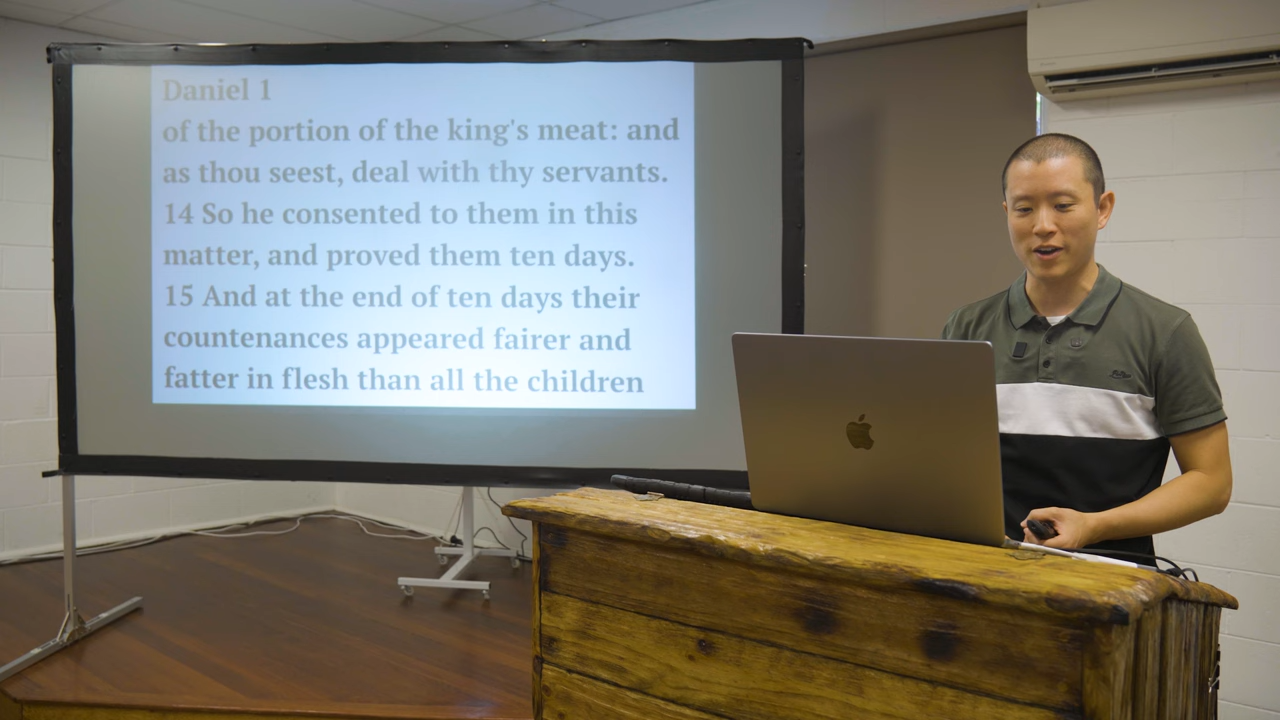 Daniel 1
of the portion of the king's meat: and
as thou seest, deal with thy servants.
14 So he consented to them in this
matter, and proved them ten days.
15 And at the end of ten days their
countenances appeared fairer and
fatter in flesh than all the children